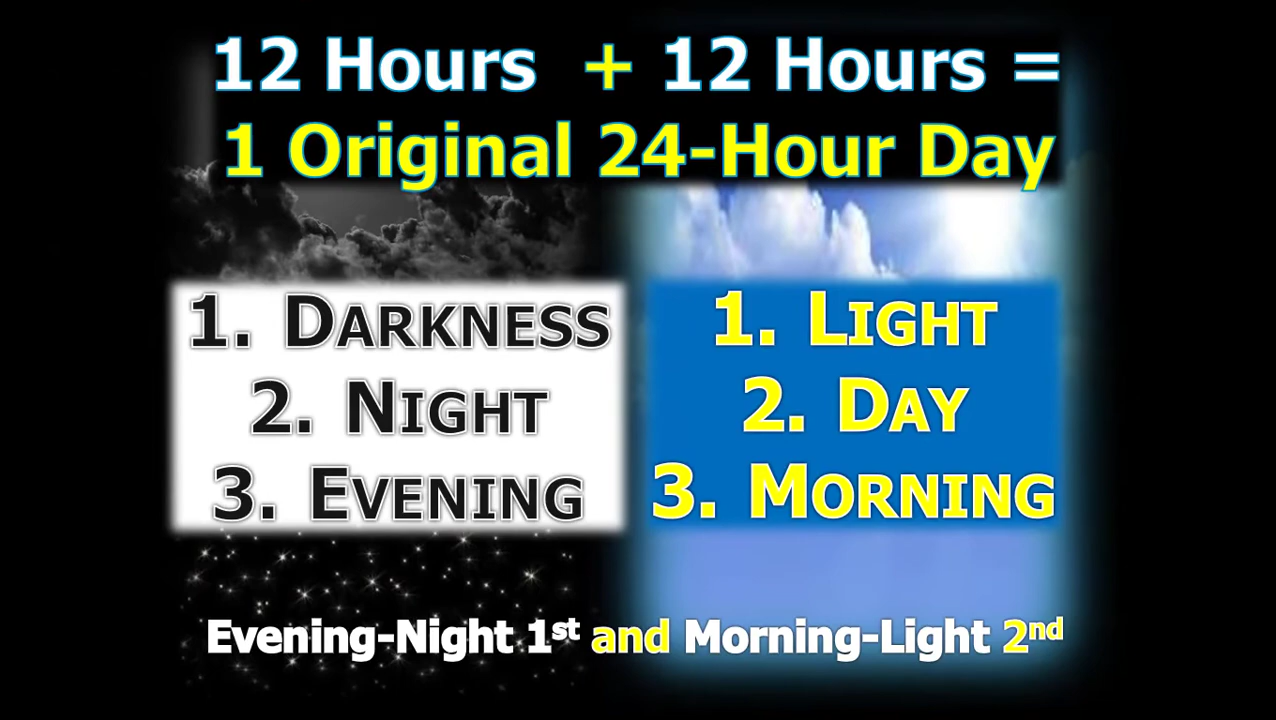 12 Hours + 12 Hours =
1 Original 24-Hour Day
1. DARKNESS
2. NIGHT
3. EVENING
1. LIGHT
2. DAY
3. MORNING
Evening-Night 1st and Morning-Light 2nd